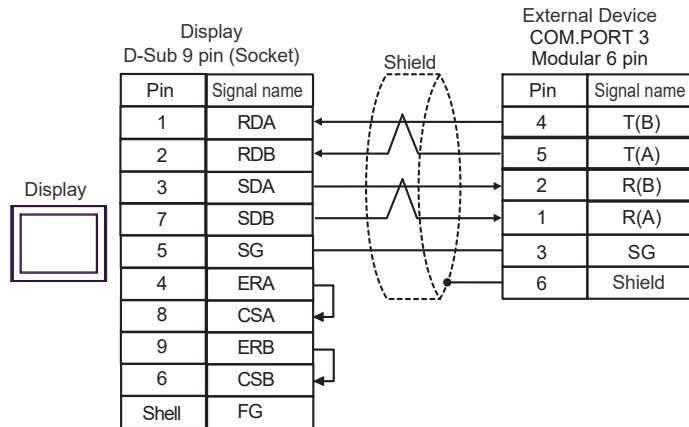 Display
D-Sub 9 pin (Socket)
Shield
External Device
COM.PORT 3
Modular 6 pin
Pin Signal name Pin Signal name
1 RDA 4 T(B)
2 RDB 5 T(A)
3 SDA 2 R(B)
7 SDB 1 R(A)
5 SG 3 SG
4 ERA 6 Shield
8 CSA
9 ERB
6 CSB
Shell FG
Display